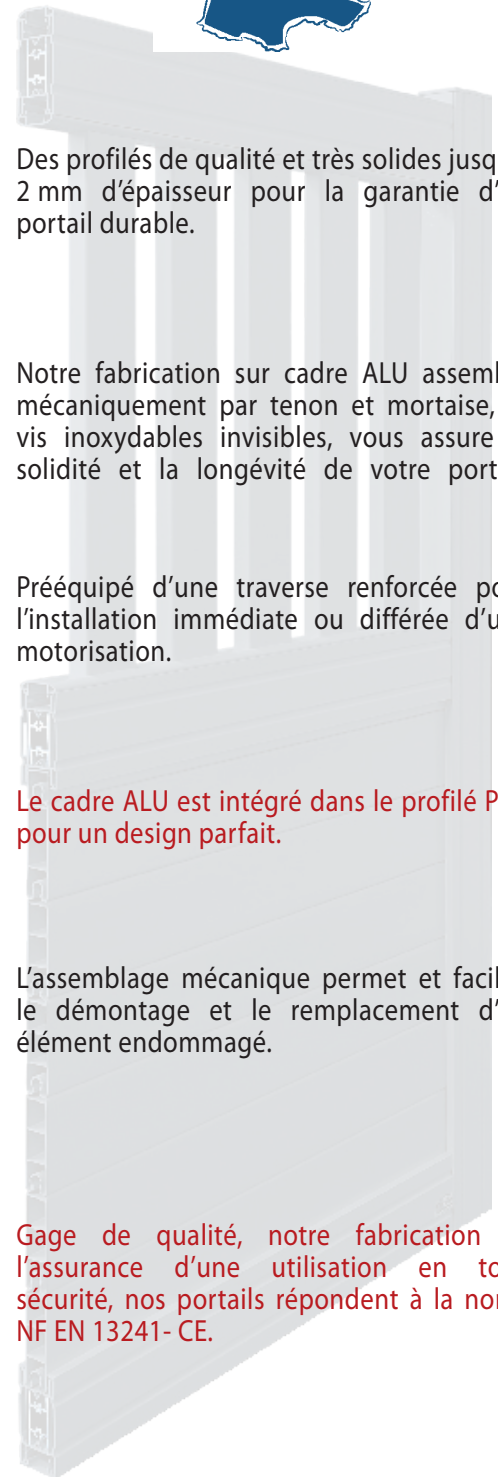 Des profilés de qualité et très solides jusq
2 mm d’épaisseur pour la garantie d’
portail durable.
Notre fabrication sur cadre ALU assembl
mécaniquement par tenon et mortaise,
vis inoxydables invisibles, vous assure
solidité et la longévité de votre port
Prééquipé d’une traverse renforcée po
l’installation immédiate ou différée d’u
motorisation.
Le cadre ALU est intégré dans le profilé P
pour un design parfait.
L’assemblage mécanique permet et facil
le démontage et le remplacement d’
élément endommagé.
Gage de qualité, notre fabrication
l’assurance d’une utilisation en to
sécurité, nos portails répondent à la nor
NF EN 13241- CE.